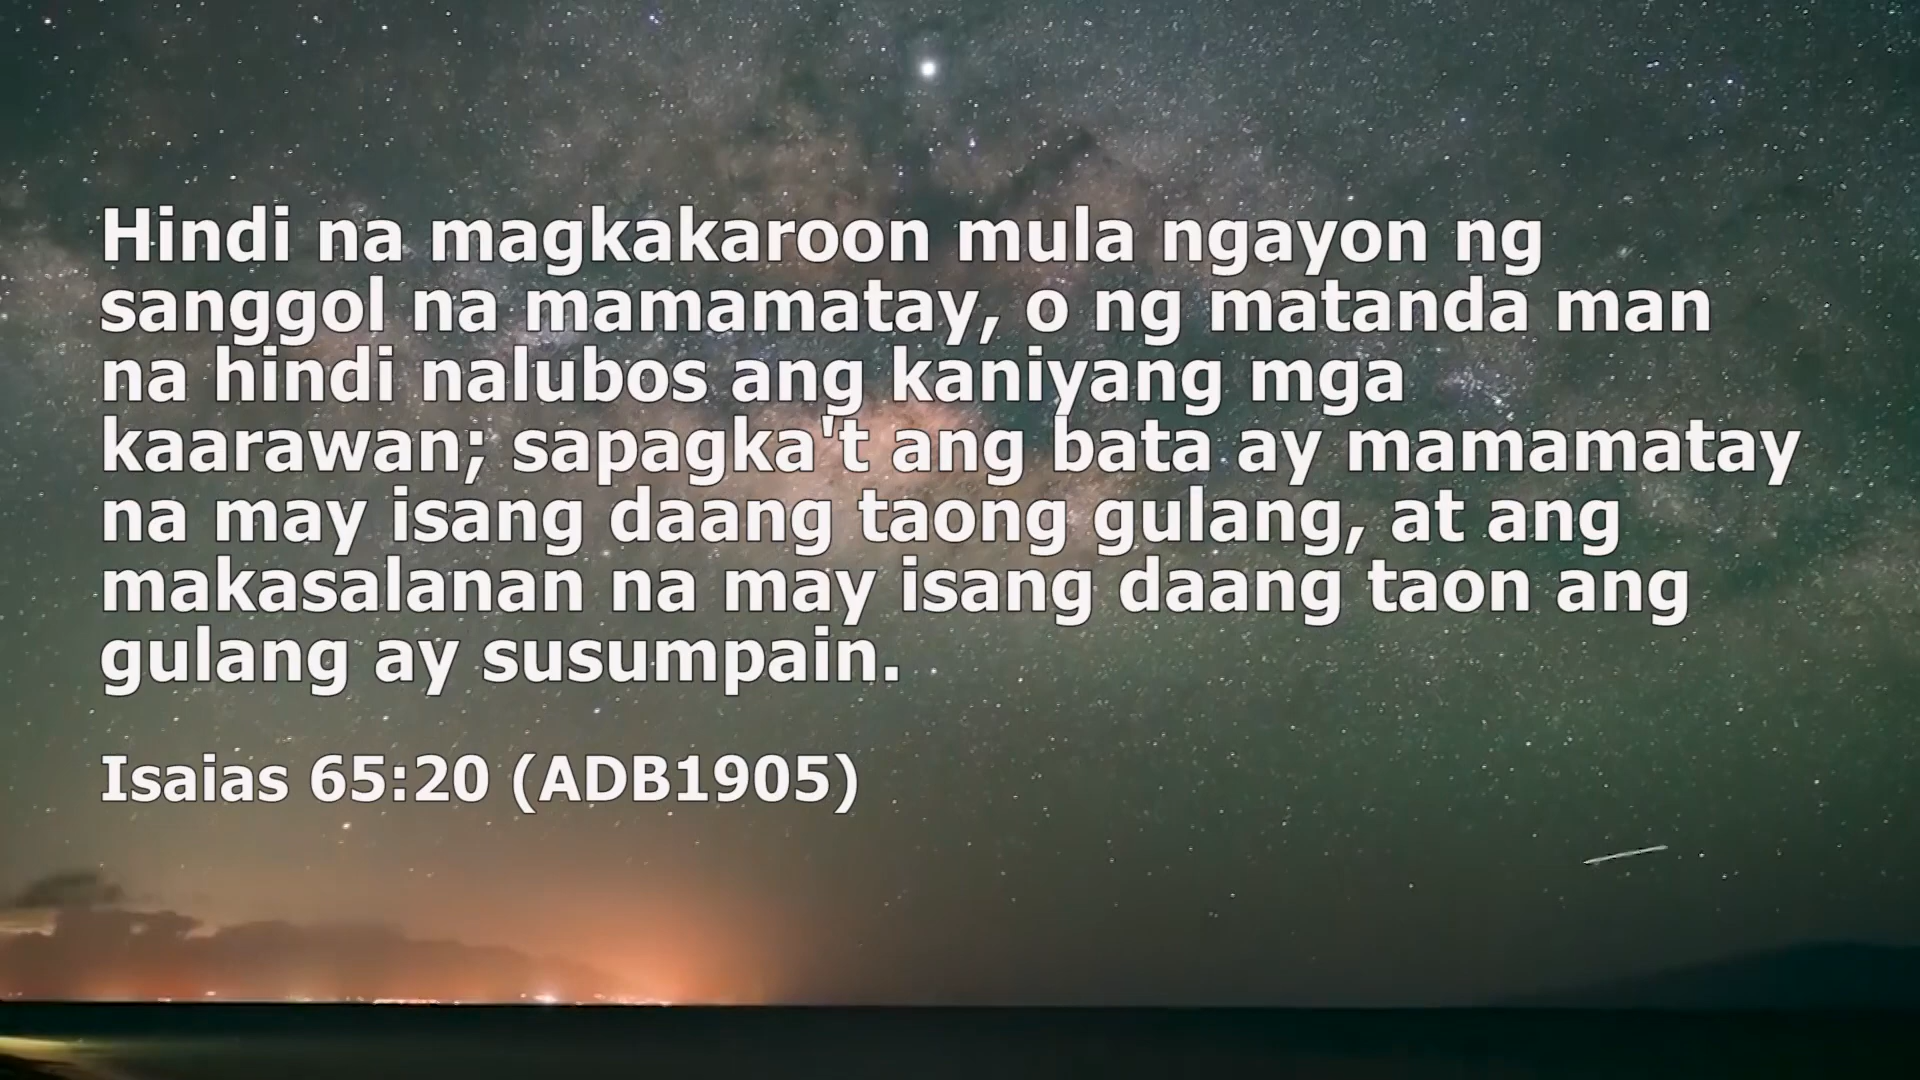 Hindi na magkakaroon mula ngayon ng
sanggol na mamamatay, o ng matanda man
na hindi nalubos ang kaniyang mga
kaarawan; sapagka't ang bata ay mamamatay
na may isang daang taong gulang, at ang
makasalanan na may isang daang taon ang
gulang ay susumpain.
Isaias 65:20 (ADB1905)